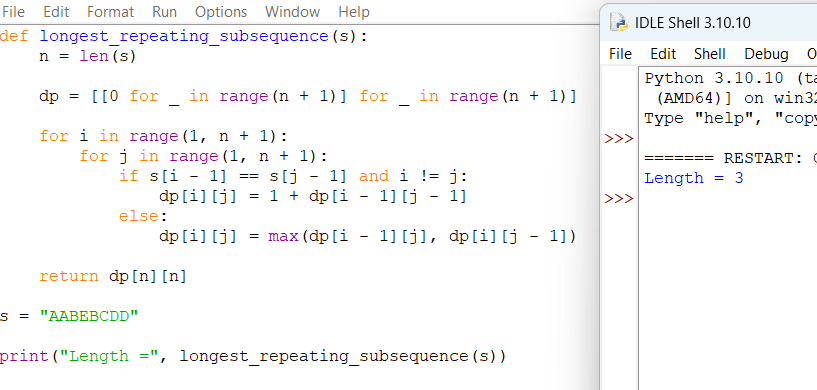 File Edit Format Run Options Window Help
def longest_repeating_subsequence(s):
    n = len(s)
    dp = [[0 for _ in range(n + 1)] for _ in range(n + 1)]
    for i in range(1, n + 1):
        for j in range(1, n + 1):
            if s[i - 1] == s[j - 1] and i != j:
                dp[i][j] = 1 + dp[i - 1][j - 1]
            else:
                dp[i][j] = max(dp[i - 1][j], dp[i][j - 1])
    return dp[n][n]
s = "AABEBCDD"
print("Length =", longest_repeating_subsequence(s))
IDLE Shell 3.10.10
File Edit Shell Debug
Python 3.10.10 (ta
(AMD64)] on win32
Type "help", "copy
>>>
======= RESTART:
Length = 3
>>>